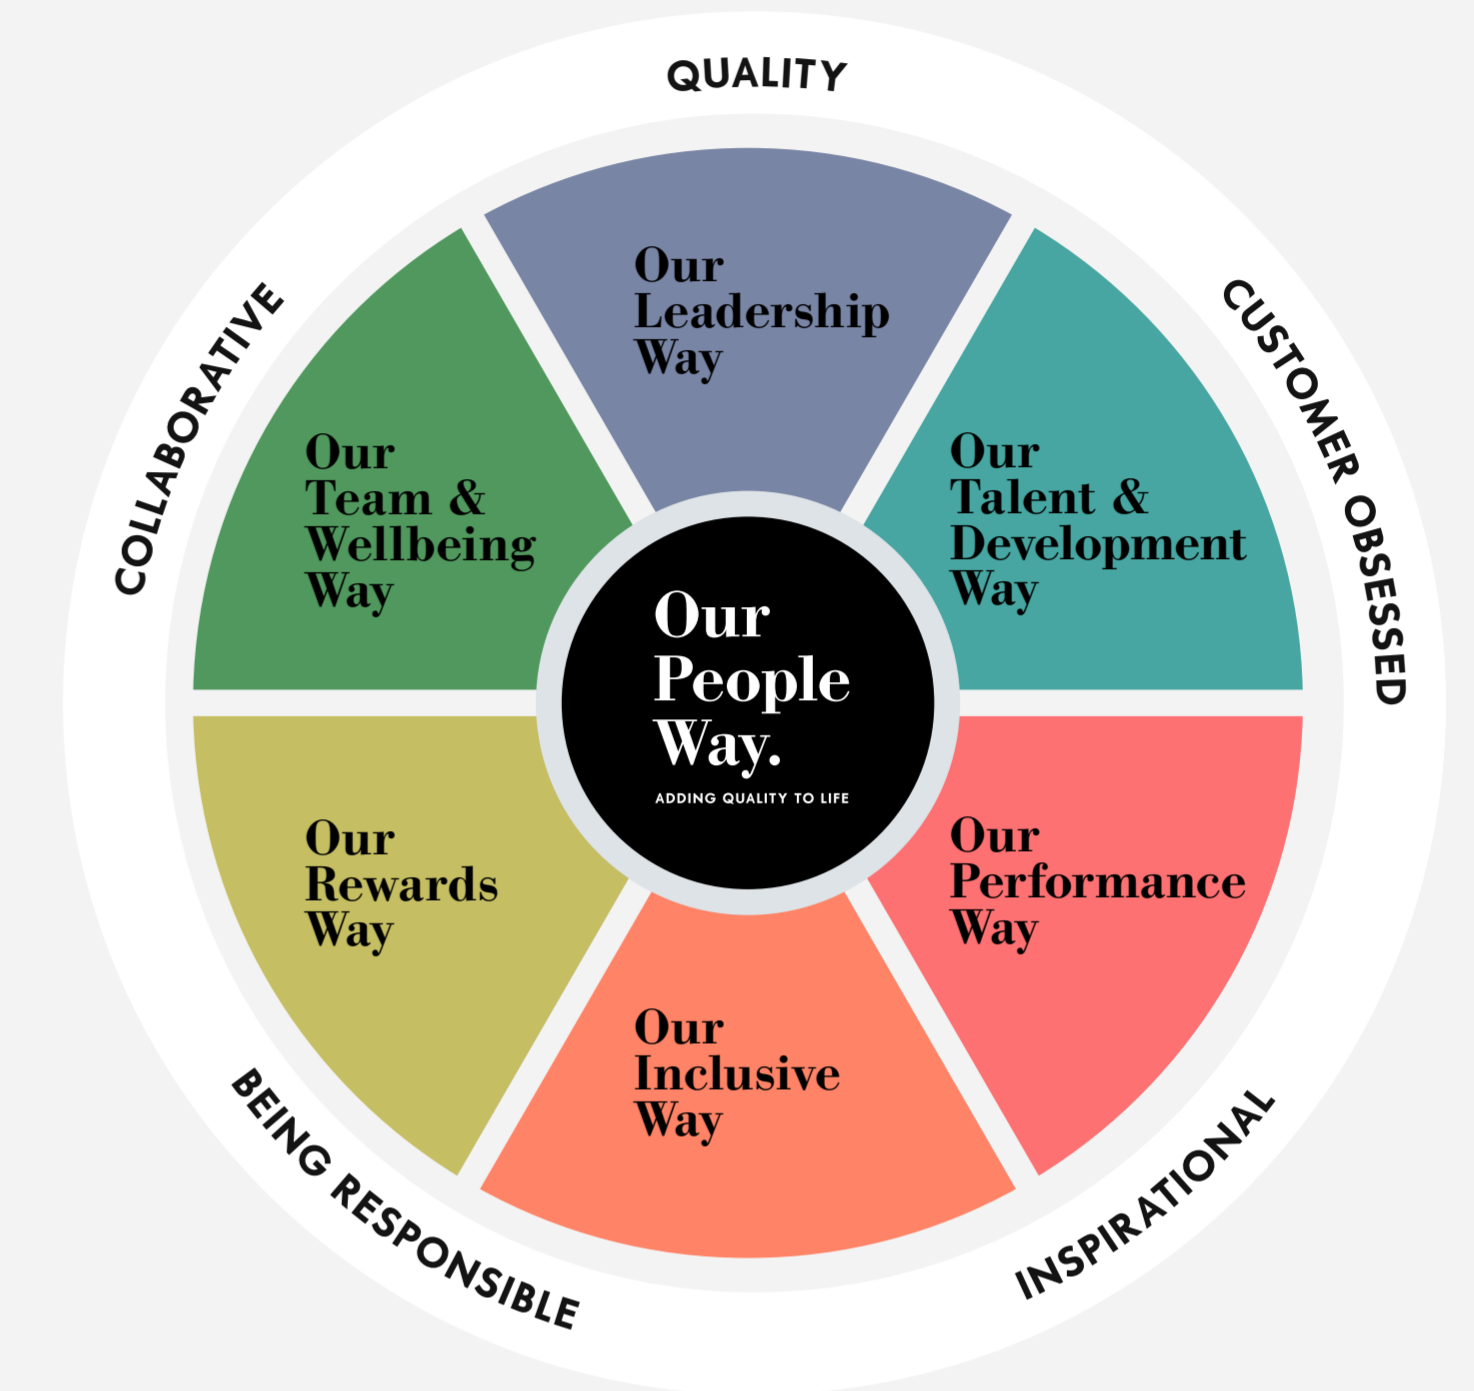 QUALITY
CUSTOMER OBSESSED
INSPIRATIONAL
BEING RESPONSIBLE
COLLABORATIVE
Our
Leadership
Way
Our
Talent &
Development
Way
Our
Performance
Way
Our
Inclusive
Way
Our
Rewards
Way
Our
Team &
Wellbeing
Way
Our
People
Way.
ADDING QUALITY TO LIFE